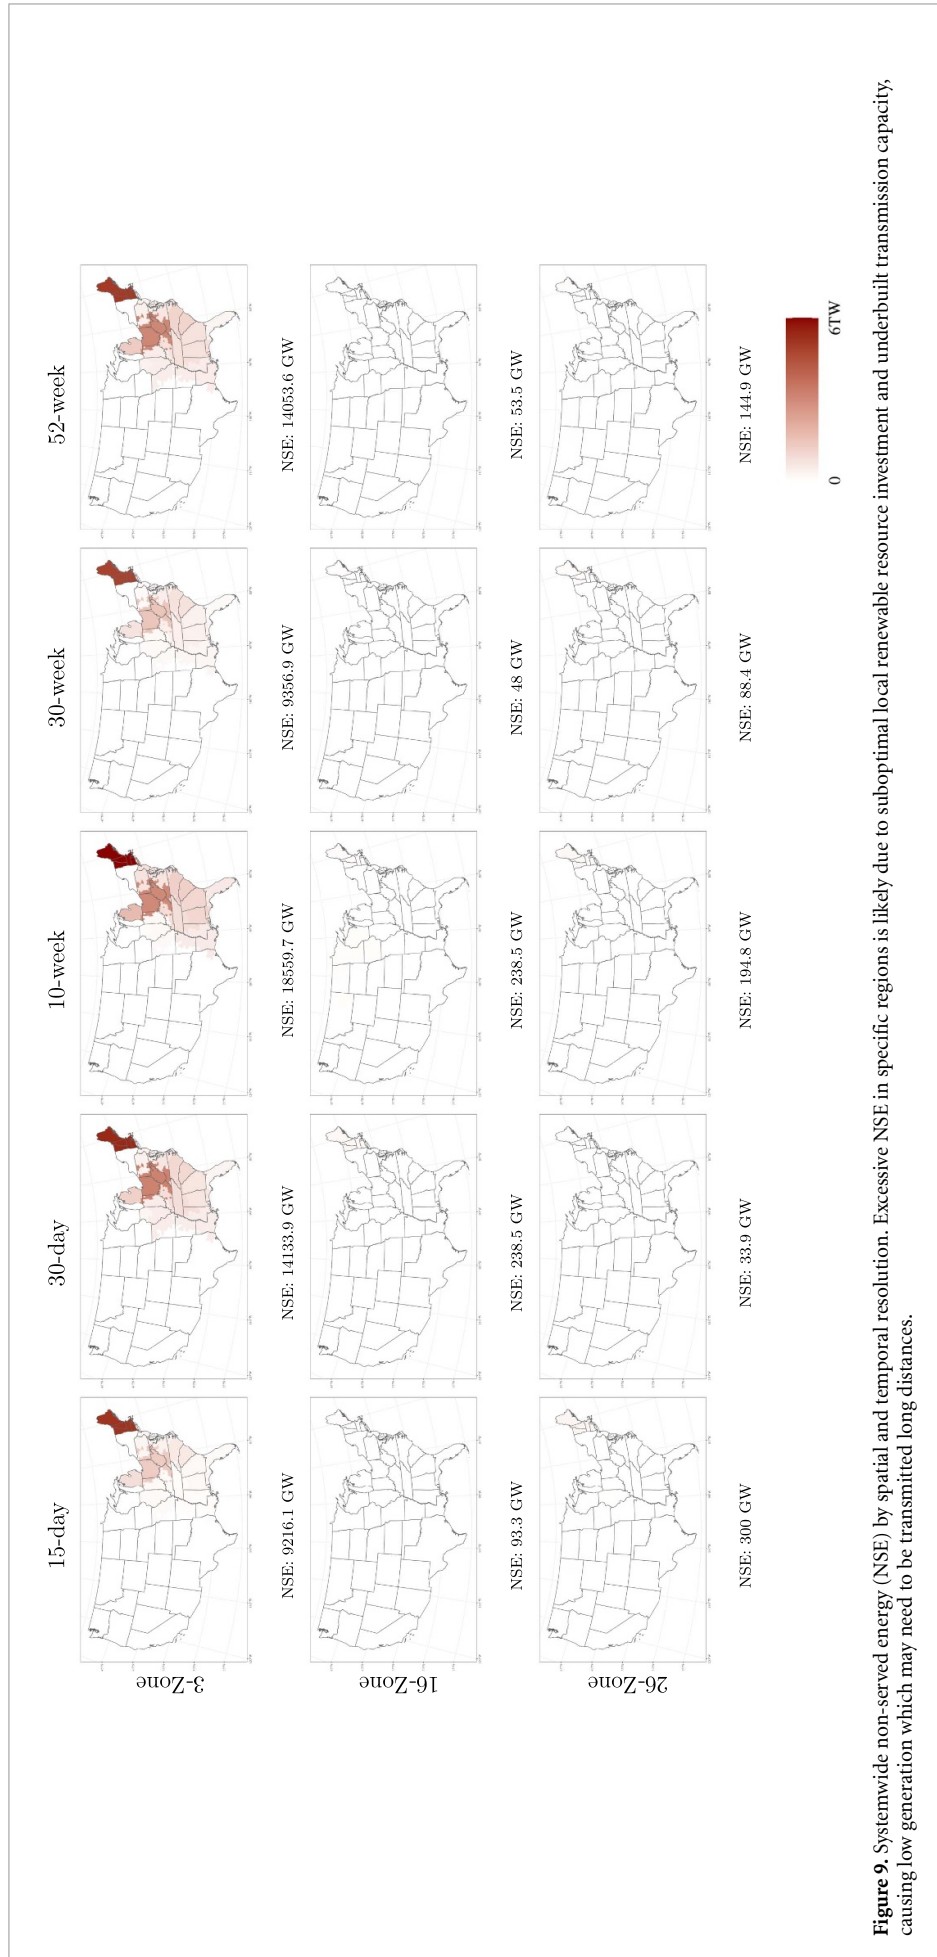 15-day 30-day 10-week 30-week 52-week
3-Zone
NSE: 9216.1 GW NSE: 14133.9 GW NSE: 18559.7 GW NSE: 9356.9 GW NSE: 14053.6 GW
16-Zone
NSE: 93.3 GW NSE: 238.5 GW NSE: 238.5 GW NSE: 48 GW NSE: 53.5 GW
26-Zone
NSE: 300 GW NSE: 33.9 GW NSE: 194.8 GW NSE: 88.4 GW NSE: 144.9 GW
0 6TW
Figure 9. Systemwide non-served energy (NSE) by spatial and temporal resolution. Excessive NSE in specific regions is likely due to suboptimal local renewable resource investment and underbuilt transmission capacity,
causing low generation which may need to be transmitted long distances.